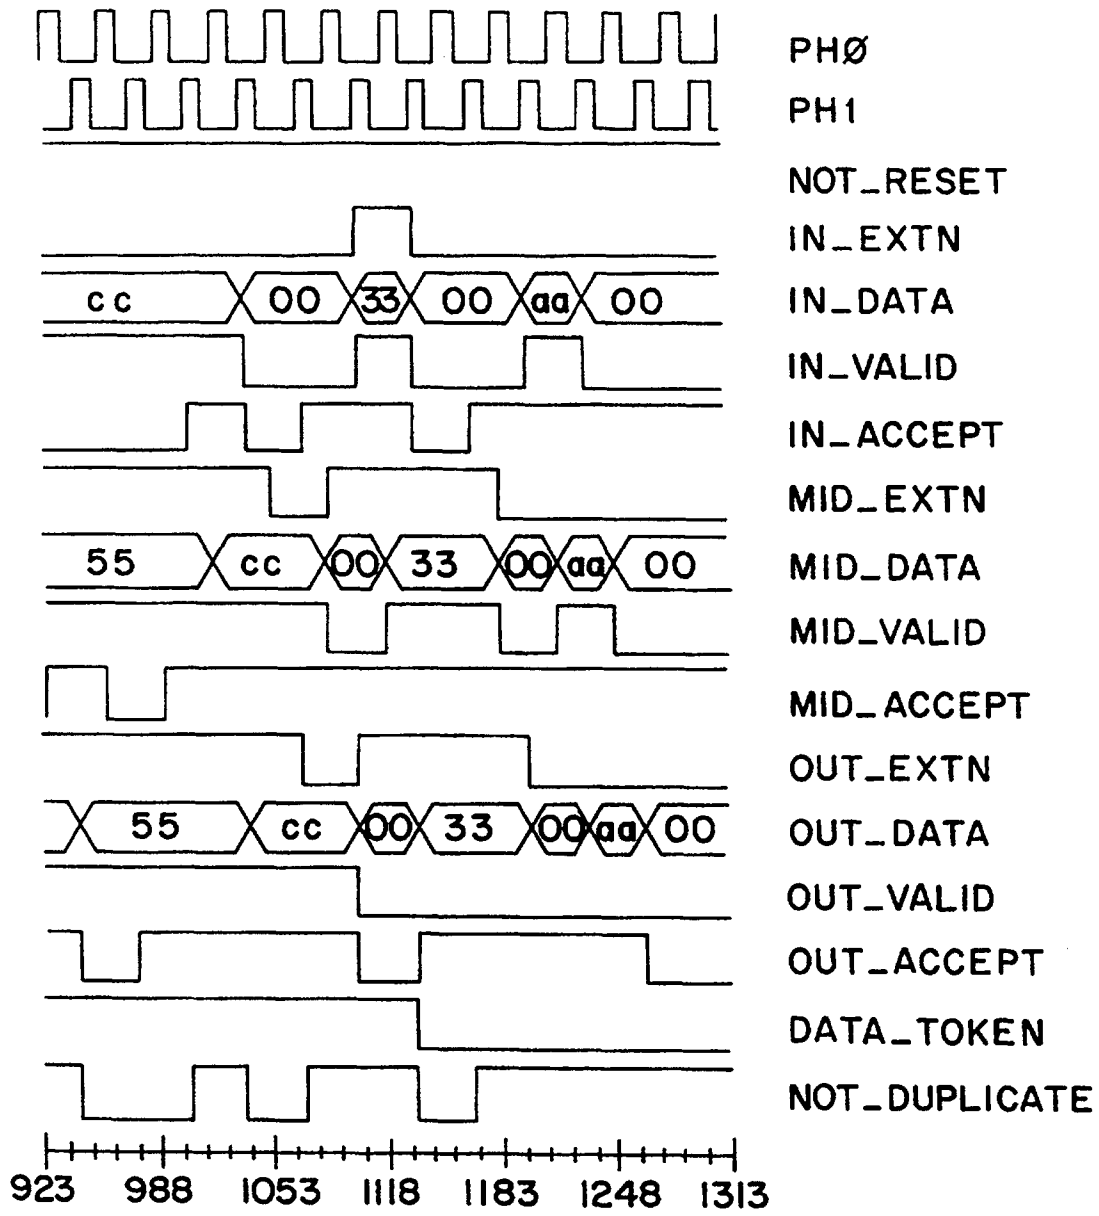 PHØ
PH1
NOT_RESET
IN_EXTN
cc 00 33 00 aa 00 IN_DATA
IN_VALID
IN_ACCEPT
MID_EXTN
55 cc 00 33 00 aa 00 MID_DATA
MID_VALID
MID_ACCEPT
OUT_EXTN
55 cc 00 33 00 aa 00 OUT_DATA
OUT_VALID
OUT_ACCEPT
DATA_TOKEN
NOT_DUPLICATE
923 988 1053 1118 1183 1248 1313